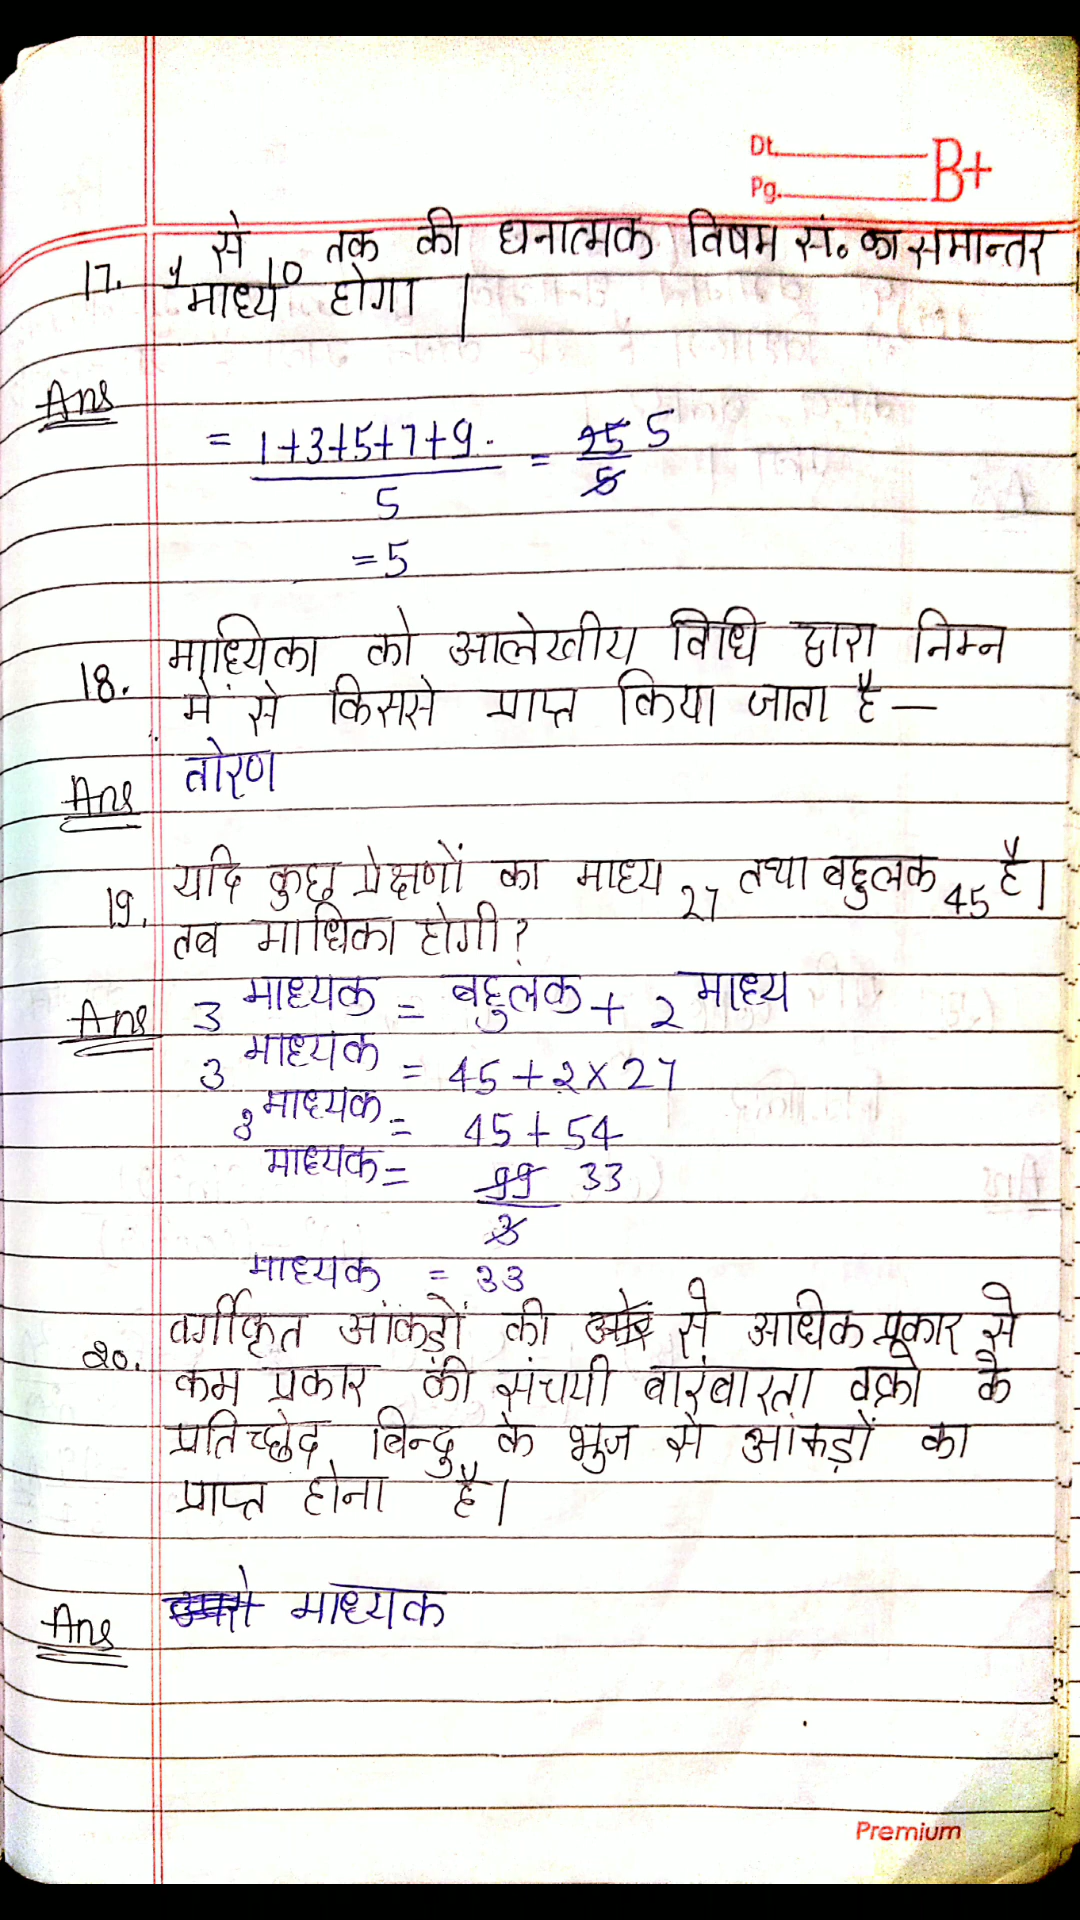 Dt.
Pg.
B+
17. 1 से 10 तक की धनात्मक विषम सं. का समान्तर
माध्य होगा |
Ans
= 1+3+5+7+9. / 5 = 25 / 5 5
= 5
18. माध्यिका को आलेखीय विधि द्वारा निम्न
में से किससे प्राप्त किया जाता है –
Ans तोरण
19. यदि कुछ प्रेक्षणों का माध्य 27 तथा बहुलक 45 है।
तब माधिका होगी?
Ans 3 माध्यक = बहुलक + 2 माध्य
3 माध्यक = 45 + 2 × 27
3 माध्यक = 45 + 54
माध्यक = 99 / 3 33
माध्यक = 33
20. वर्गीकृत आंकड़ों की से अधिक प्रकार से
कम प्रकार की संचयी बारंबारता वक्रो के
प्रतिच्छेद बिन्दु के भुज से आंकड़ों का
प्राप्त होना है।
Ans माध्यक
Premium